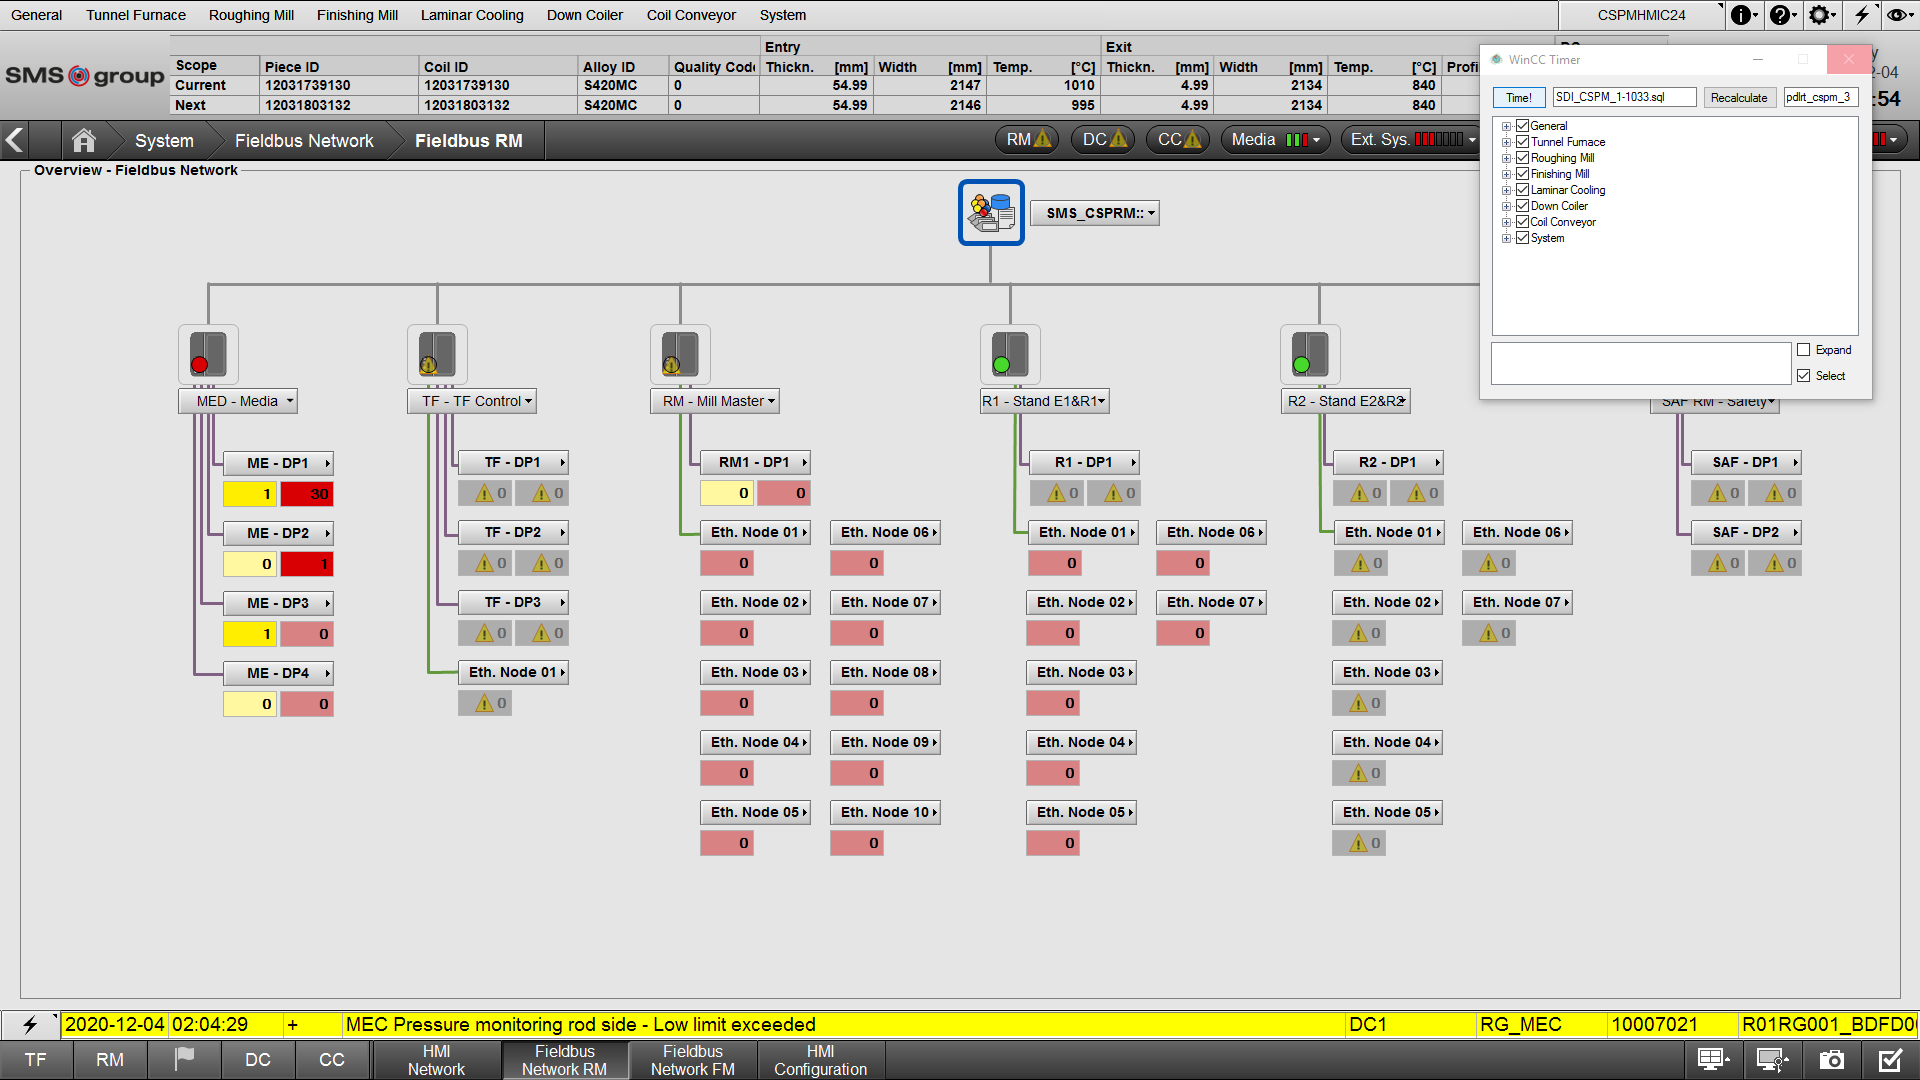 General Tunnel Furnace Roughing Mill Finishing Mill Laminar Cooling Down Coiler Coil Conveyor System CSPMHMIC24
SMS group
Entry Exit
Scope Piece ID Coil ID Alloy ID Quality Code Thickn. [mm] Width [mm] Temp. [°C] Thickn. [mm] Width [mm] Temp. [°C]
Current 12031739130 12031739130 S420MC 0 54.99 2147 1010 4.99 2134 840
Next 12031803132 12031803132 S420MC 0 54.99 2146 995 4.99 2134 840
-04
:54
WinCC Timer
Time! SDI_CSPM_1-1033.sql Recalculate pdlrt_cspm_3
General
Tunnel Furnace
Roughing Mill
Finishing Mill
Laminar Cooling
Down Coiler
Coil Conveyor
System
Expand
Select
System Fieldbus Network Fieldbus RM RM DC CC Media Ext. Sys.
Overview - Fieldbus Network
SMS_CSPRM::
MED - Media TF - TF Control RM - Mill Master R1 - Stand E1&R1 R2 - Stand E2&R2 SAF RM - Safety
ME - DP1 TF - DP1 RM1 - DP1 R1 - DP1 R2 - DP1 SAF - DP1
1 30 0 0 0 0 0 0 0 0 0 0
ME - DP2 TF - DP2 Eth. Node 01 Eth. Node 06 Eth. Node 01 Eth. Node 06 Eth. Node 01 Eth. Node 06 SAF - DP2
0 1 0 0 0 0 0 0 0 0 0 0
ME - DP3 TF - DP3 Eth. Node 02 Eth. Node 07 Eth. Node 02 Eth. Node 07 Eth. Node 02 Eth. Node 07
1 0 0 0 0 0 0 0 0 0
ME - DP4 Eth. Node 01 Eth. Node 03 Eth. Node 08 Eth. Node 03 Eth. Node 03
0 0 0 0 0 0 0
Eth. Node 04 Eth. Node 09 Eth. Node 04 Eth. Node 04
0 0 0 0
Eth. Node 05 Eth. Node 10 Eth. Node 05 Eth. Node 05
0 0 0 0
2020-12-04 02:04:29 + MEC Pressure monitoring rod side - Low limit exceeded DC1 RG_MEC 10007021 R01RG001_BDFD0
TF RM DC CC HMI Network Fieldbus Network RM Fieldbus Network FM HMI Configuration